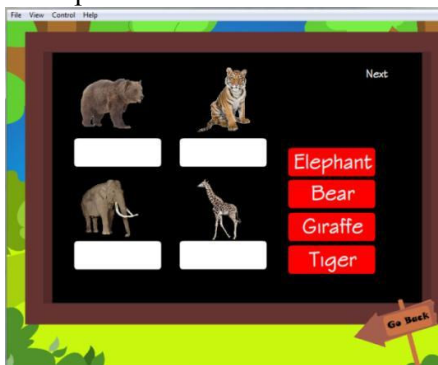 File View Control Help
Next
Elephant
Bear
Giraffe
Tiger
Go Back